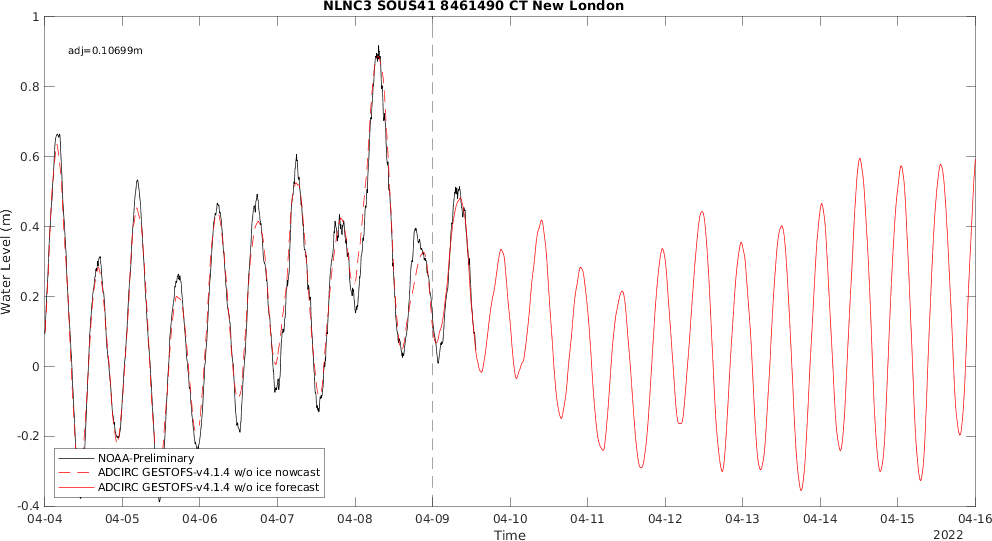 NLNC3 SOUS41 8461490 CT New London
adj=0.10699m
Water Level (m)
1
0.8
0.6
0.4
0.2
0
-0.2
-0.4
NOAA-Preliminary
ADCIRC GESTOFS-v4.1.4 w/o ice nowcast
ADCIRC GESTOFS-v4.1.4 w/o ice forecast
04-04 04-05 04-06 04-07 04-08 04-09 04-10 04-11 04-12 04-13 04-14 04-15 04-16
Time
2022